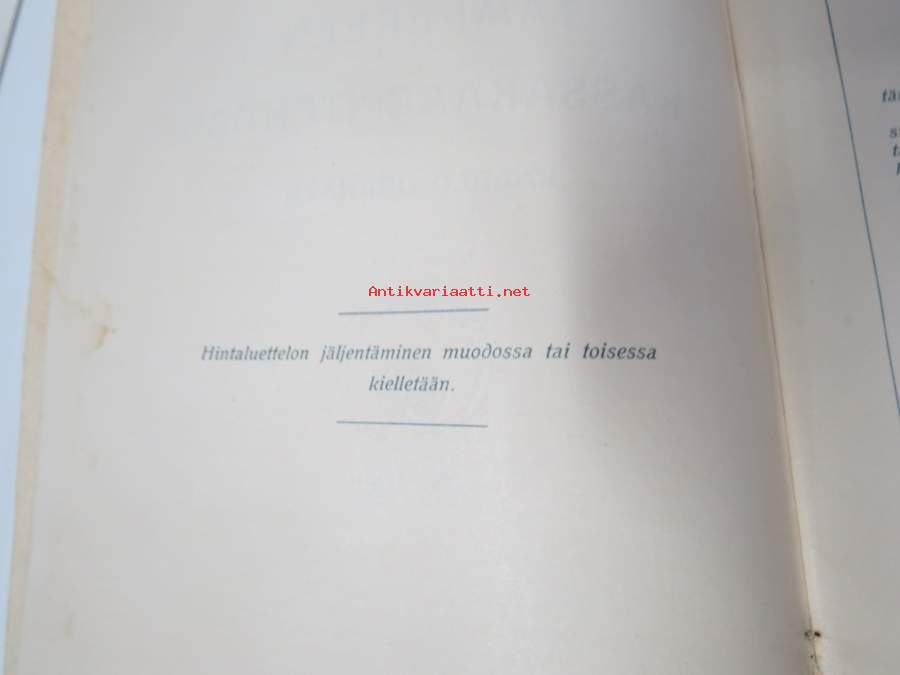 Antikvariaatti.net
Hintaluettelon jäljentäminen muodossa tai toisessa
kielletään.